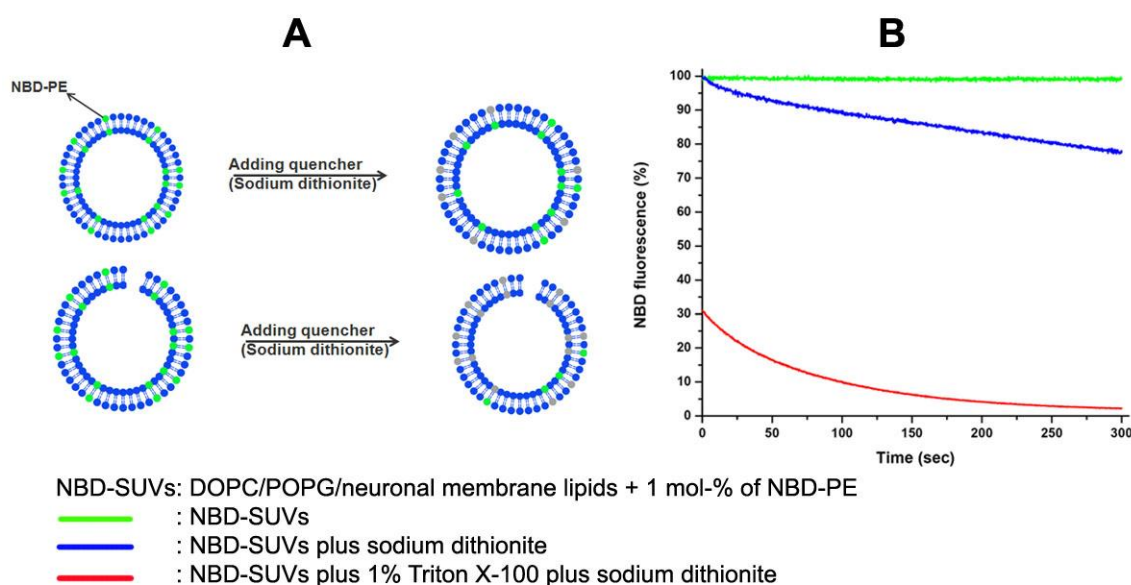 A
B
NBD-PE
Adding quencher
(Sodium dithionite)
Adding quencher
(Sodium dithionite)
100
90
80
70
60
50
40
30
20
10
0
NBD fluorescence (%)
0
50
100
150
200
250
300
Time (sec)
NBD-SUVs: DOPC/POPG/neuronal membrane lipids + 1 mol-% of NBD-PE
: NBD-SUVs
: NBD-SUVs plus sodium dithionite
: NBD-SUVs plus 1% Triton X-100 plus sodium dithionite